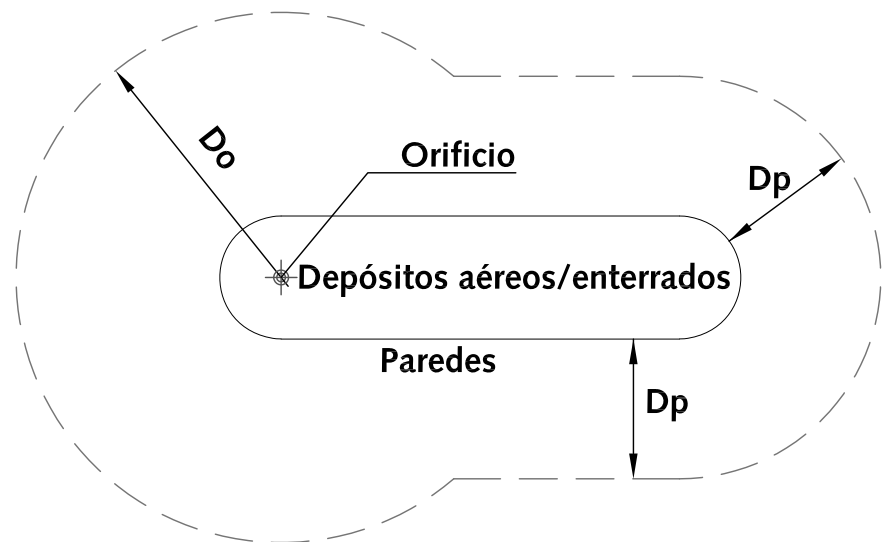 Do
Orificio
Dp
Depósitos aéreos/enterrados
Paredes
Dp